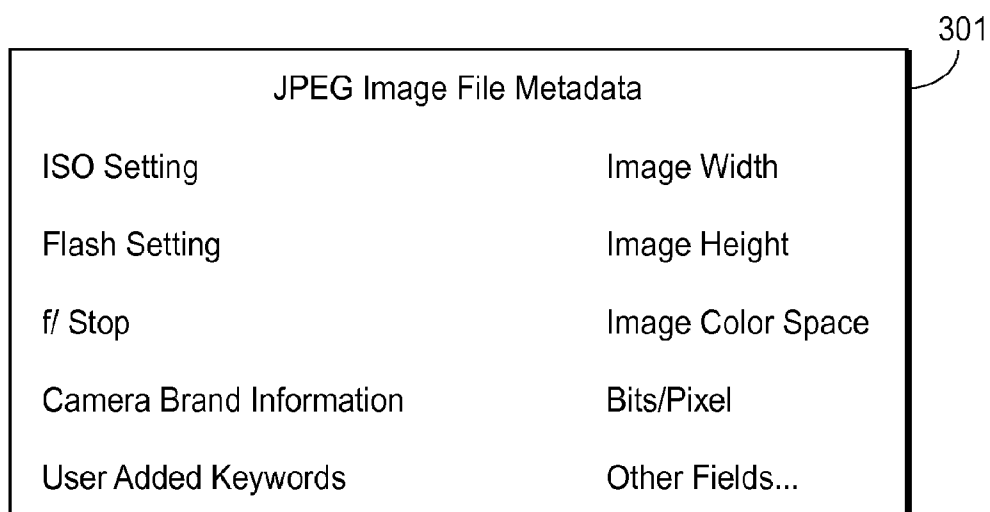 301
JPEG Image File Metadata
ISO Setting
Image Width
Flash Setting
Image Height
f/ Stop
Image Color Space
Camera Brand Information
Bits/Pixel
User Added Keywords
Other Fields...